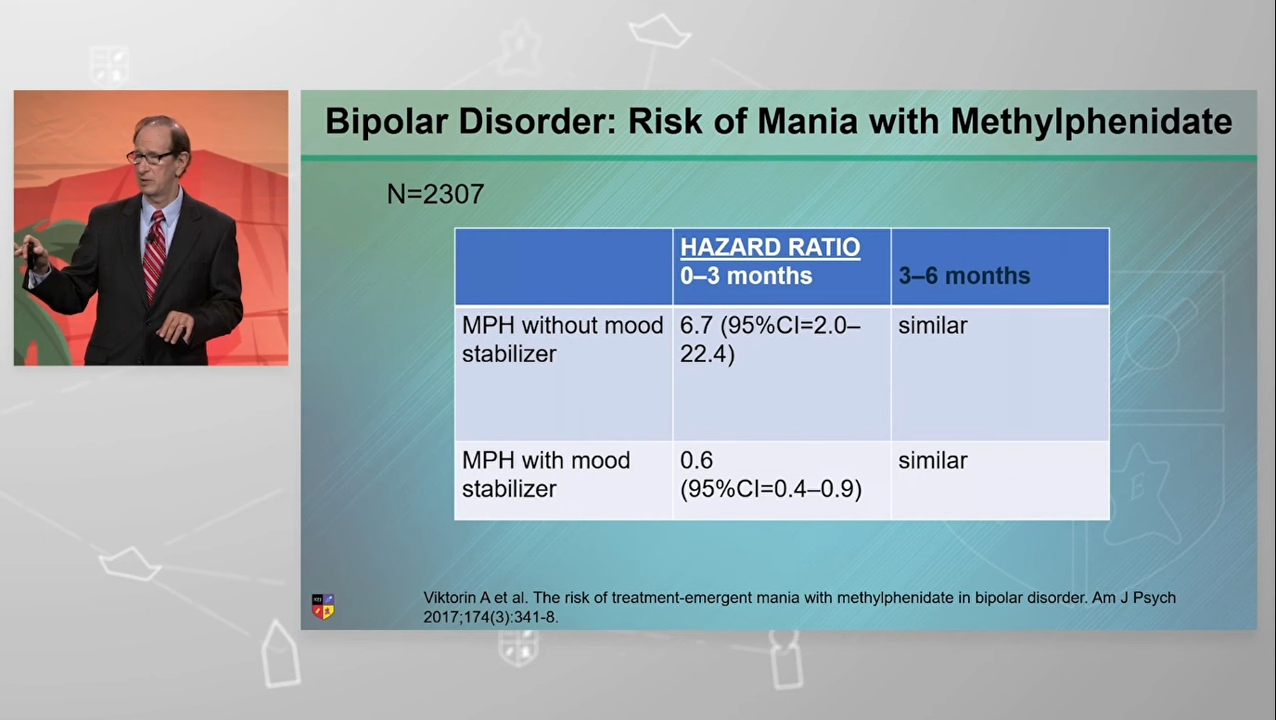 Bipolar Disorder: Risk of Mania with Methylphenidate
N=2307
HAZARD RATIO
0–3 months
3–6 months
MPH without mood
stabilizer
6.7 (95%CI=2.0–
22.4)
similar
MPH with mood
stabilizer
0.6
(95%CI=0.4–0.9)
similar
Viktorin A et al. The risk of treatment-emergent mania with methylphenidate in bipolar disorder. Am J Psych
2017;174(3):341-8.